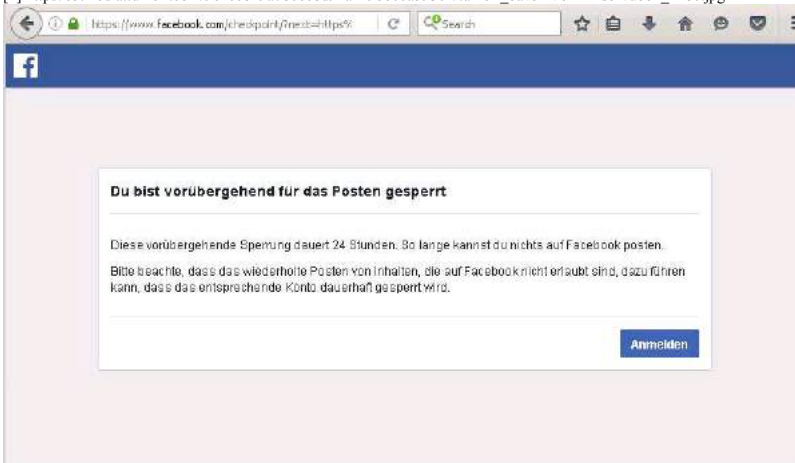 https://www.facebook.com/checkpoint/?next=https%
Search
f
Du bist vorübergehend für das Posten gesperrt
Diese vorübergehende Sperrung dauert 24 Stunden. So lange kannst du nichts auf Facebook posten.
Bitte beachte, dass das wiederholte Posten von Inhalten, die auf Facebook nicht erlaubt sind, dazu führen
kann, dass das entsprechende Konto dauerhaft gesperrt wird.
Anmelden